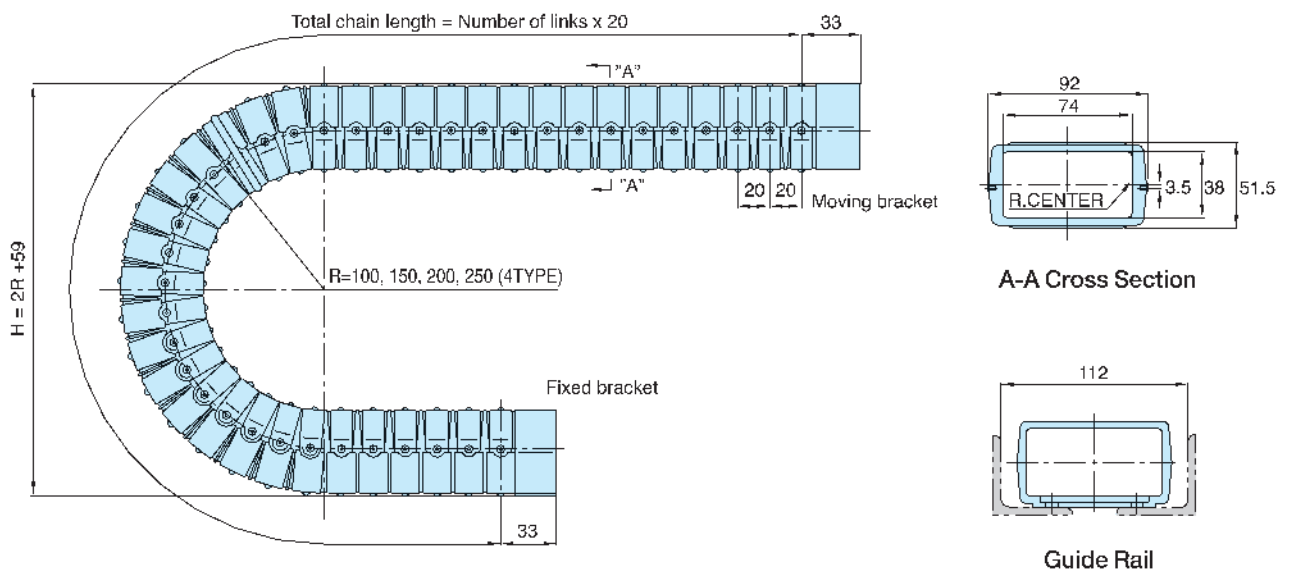 Total chain length = Number of links x 20
33
"A"
"A"
20
20
Moving bracket
H = 2R +59
R=100, 150, 200, 250 (4TYPE)
Fixed bracket
33
92
74
3.5
38
51.5
R.CENTER
A-A Cross Section
112
Guide Rail